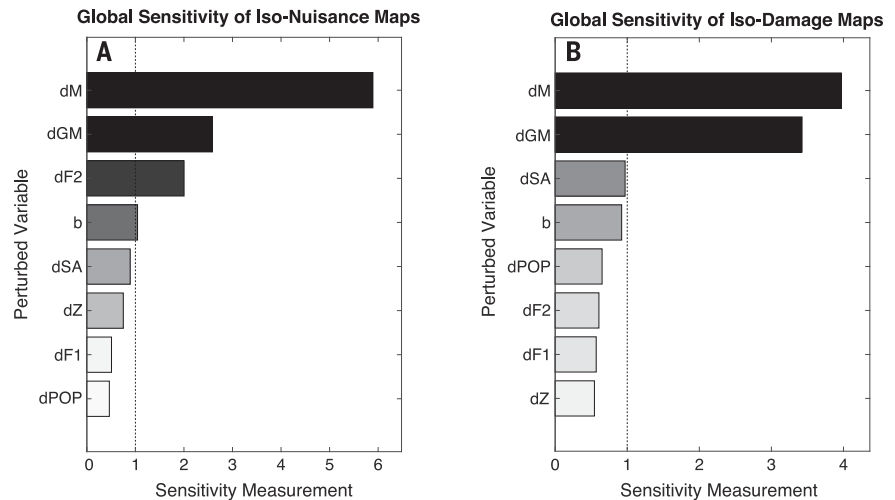 Global Sensitivity of Iso-Nuisance Maps
A
dM
dGM
dF2
b
dSA
dZ
dF1
dPOP
Perturbed Variable
0 1 2 3 4 5 6
Sensitivity Measurement
Global Sensitivity of Iso-Damage Maps
B
dM
dGM
dSA
b
dPOP
dF2
dF1
dZ
Perturbed Variable
0 1 2 3 4
Sensitivity Measurement